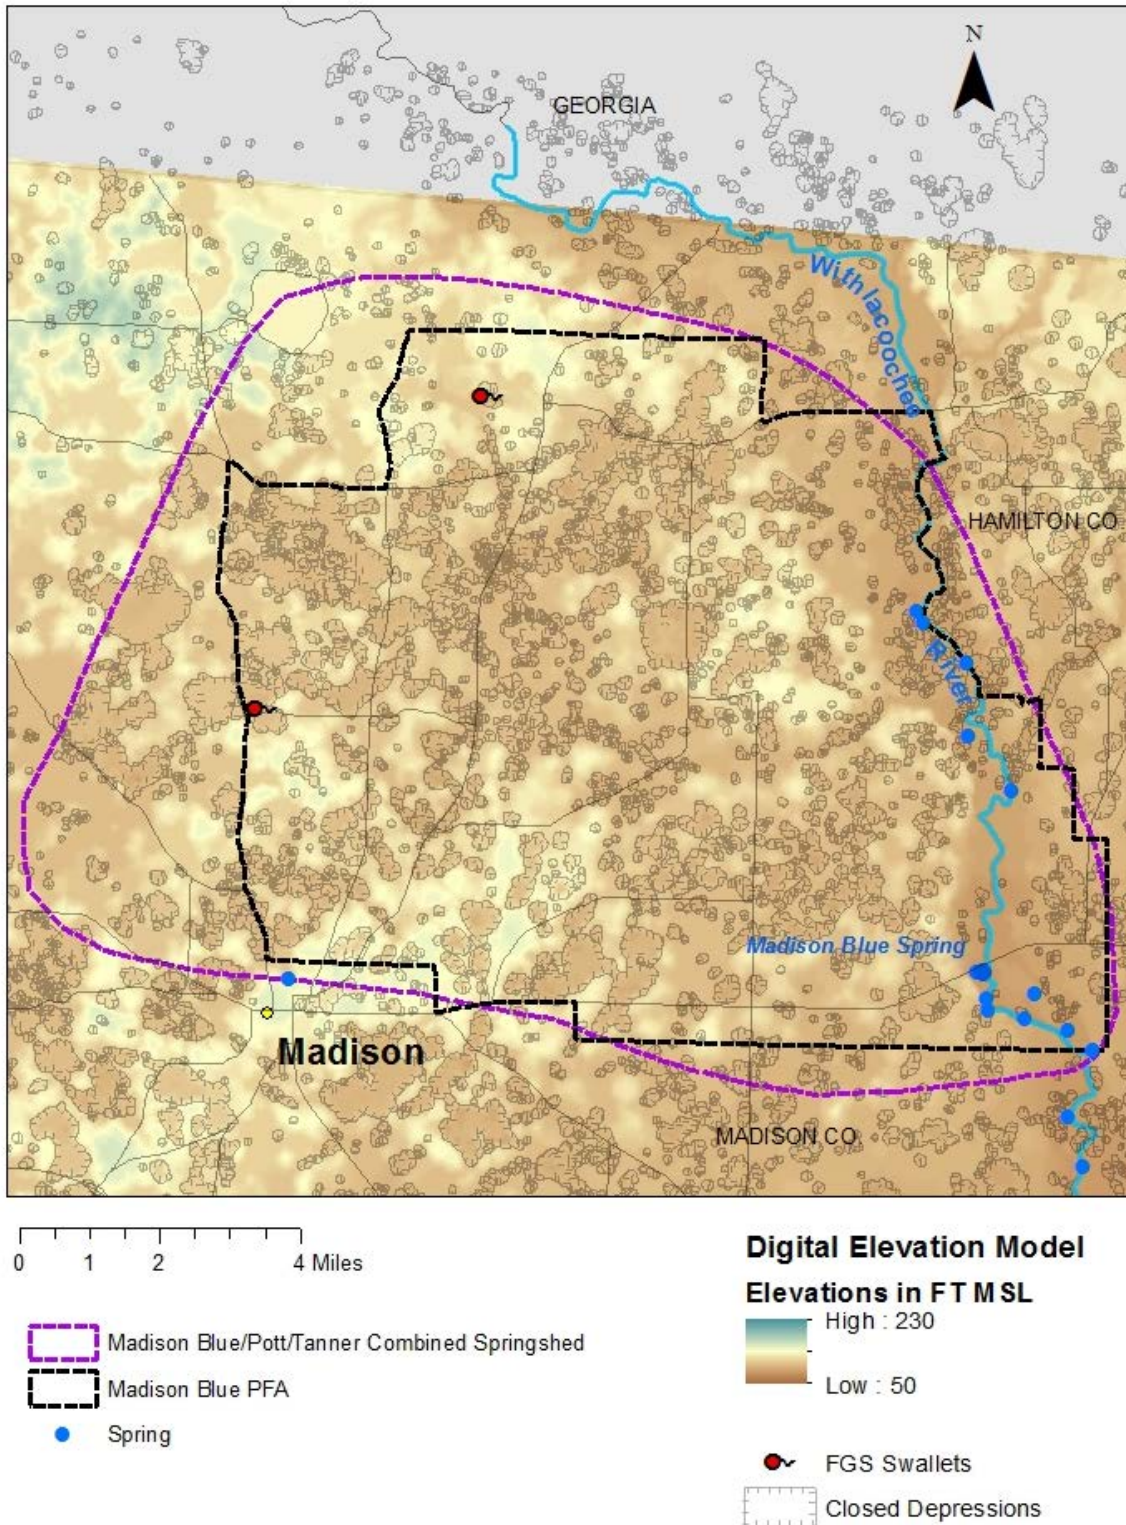 N
GEORGIA
Withlacoochee
HAMILTON CO
River
Madison Blue Spring
Madison
MADISON CO
0 1 2 4 Miles
Madison Blue/Pott/Tanner Combined Springshed
Madison Blue PFA
Spring
Digital Elevation Model
Elevations in FT MSL
High : 230
Low : 50
FGS Swallets
Closed Depressions